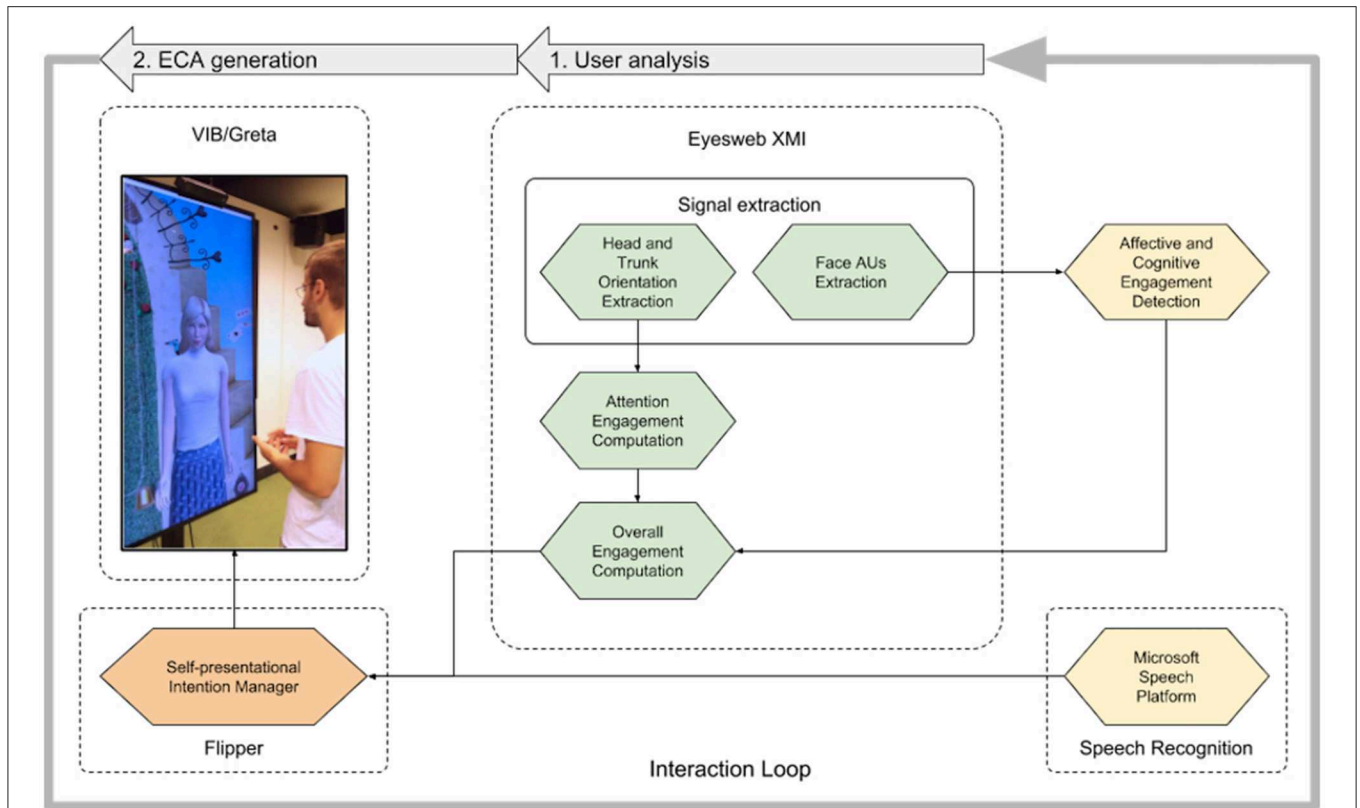 2. ECA generation
1. User analysis
VIB/Greta
Eyesweb XMI
Signal extraction
Head and
Trunk
Orientation
Extraction
Face AUs
Extraction
Affective and
Cognitive
Engagement
Detection
Attention
Engagement
Computation
Overall
Engagement
Computation
Self-presentational
Intention Manager
Flipper
Microsoft
Speech
Platform
Speech Recognition
Interaction Loop